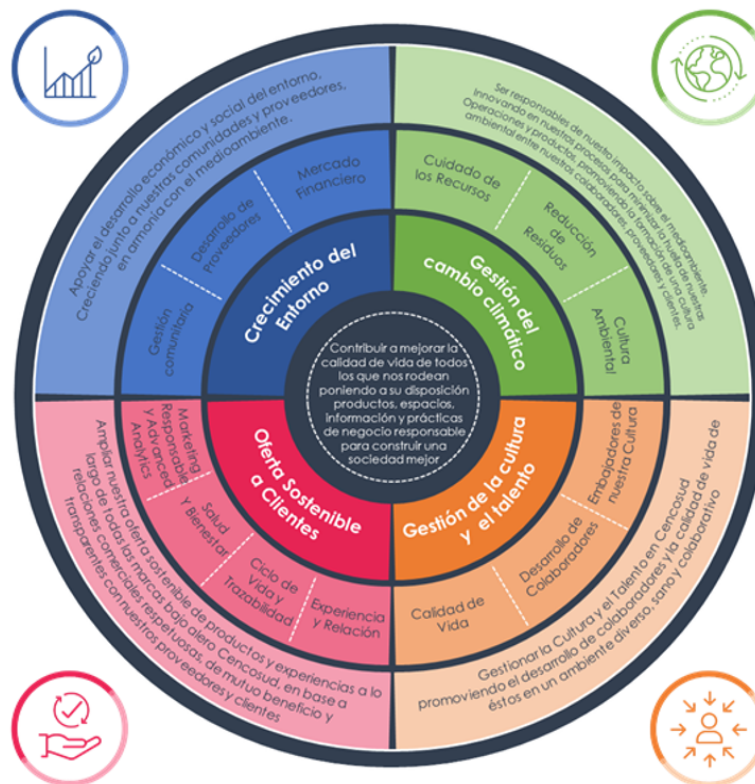 Apoyar el desarrollo económico y social del entorno,
Creciendo junto a nuestras comunidades y proveedores,
en armonía con el medioambiente.
Gestión
comunitaria
Desarrollo de
Proveedores
Mercado
Financiero
Crecimiento del
Entorno
Ser responsables de nuestro impacto sobre el medioambiente.
Innovando en nuestros procesos para minimizar la huella de nuestras
Operaciones y productos, promoviendo la formación de una cultura
ambiental entre nuestros colaboradores, proveedores y clientes.
Cuidado de
los Recursos
Reducción
de
Residuos
Cultura
Ambiental
Gestión del
cambio climático
Contribuir a mejorar la
calidad de vida de todos
los que nos rodean
poniendo a su disposición
productos, espacios,
información y prácticas
de negocio responsable
para construir una
sociedad mejor
Oferta Sostenible
a Clientes
Marketing
Responsable
y Advanced
Analytics
Salud
y Bienestar
Ciclo de
Vida y
Trazabilidad
Experiencia
y Relación
Ampliar nuestra oferta sostenible de productos y experiencias a lo
largo de todas las marcas bajo alero Cencosud, en base a
relaciones comerciales respetuosas, de mutuo beneficio y
transparentes con nuestros proveedores y clientes
Gestión de la cultura
y el talento
Calidad de
Vida
Desarrollo de
Colaboradores
Embajadores de
nuestra Cultura
Gestionar la Cultura y el Talento en Cencosud
promoviendo el desarrollo de colaboradores y la calidad de vida de
éstos en un ambiente diverso, sano y colaborativo